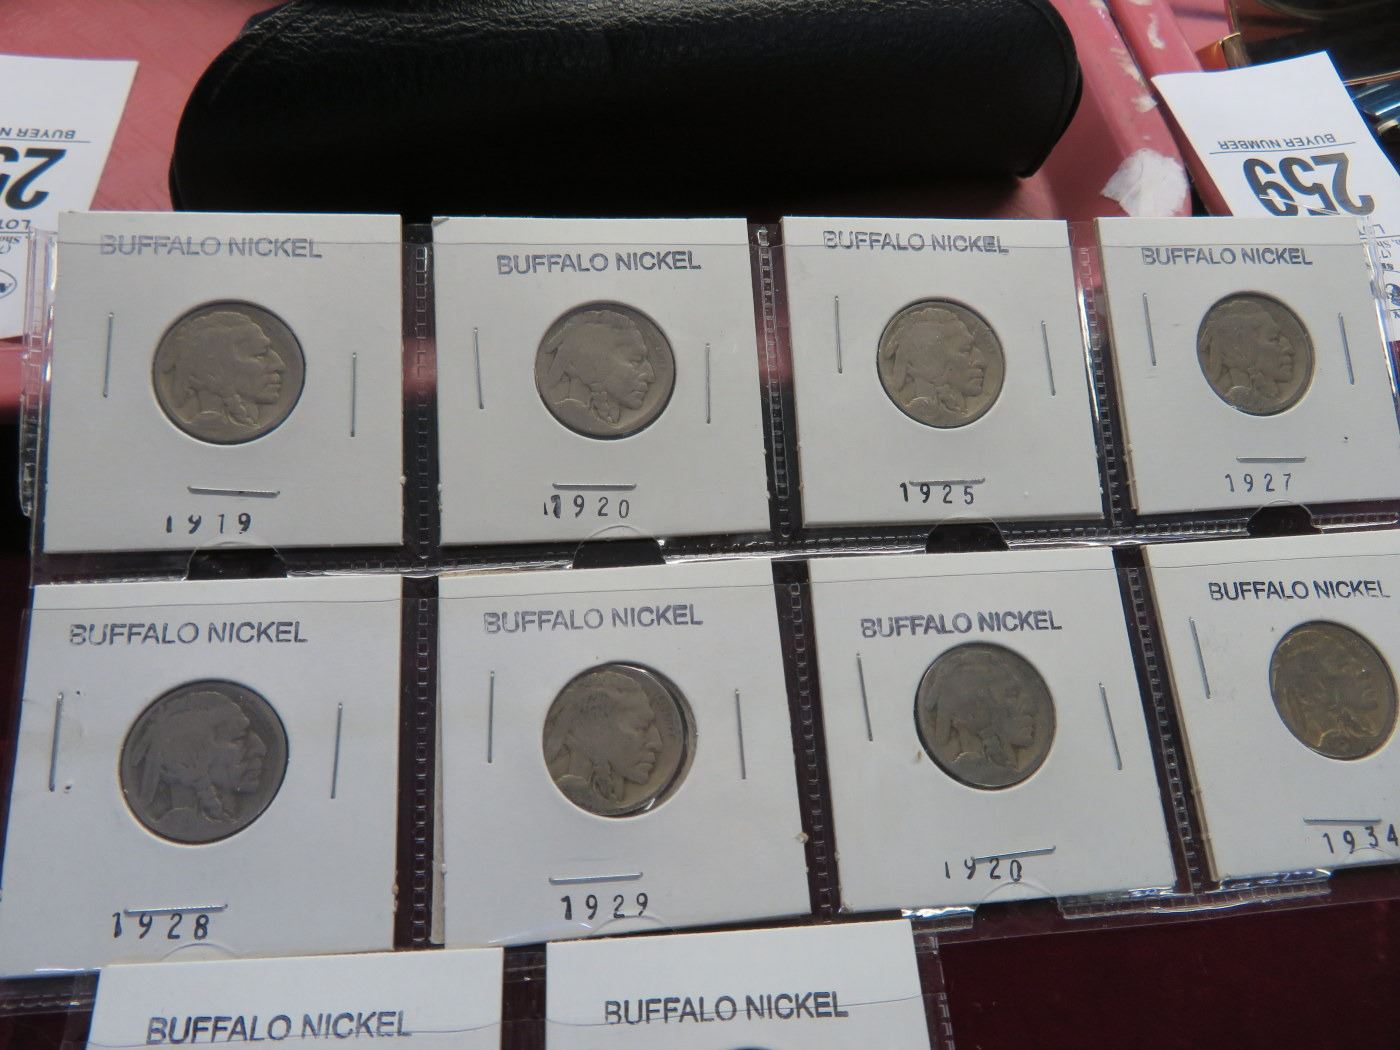 BUYER NUMBER
259
BUFFALO NICKEL
BUFFALO NICKEL
BUFFALO NICKEL
BUFFALO NICKEL
1919
1920
1925
1927
BUFFALO NICKEL
BUFFALO NICKEL
BUFFALO NICKEL
BUFFALO NICKEL
1928
1929
1920
1934
BUFFALO NICKEL
BUFFALO NICKEL